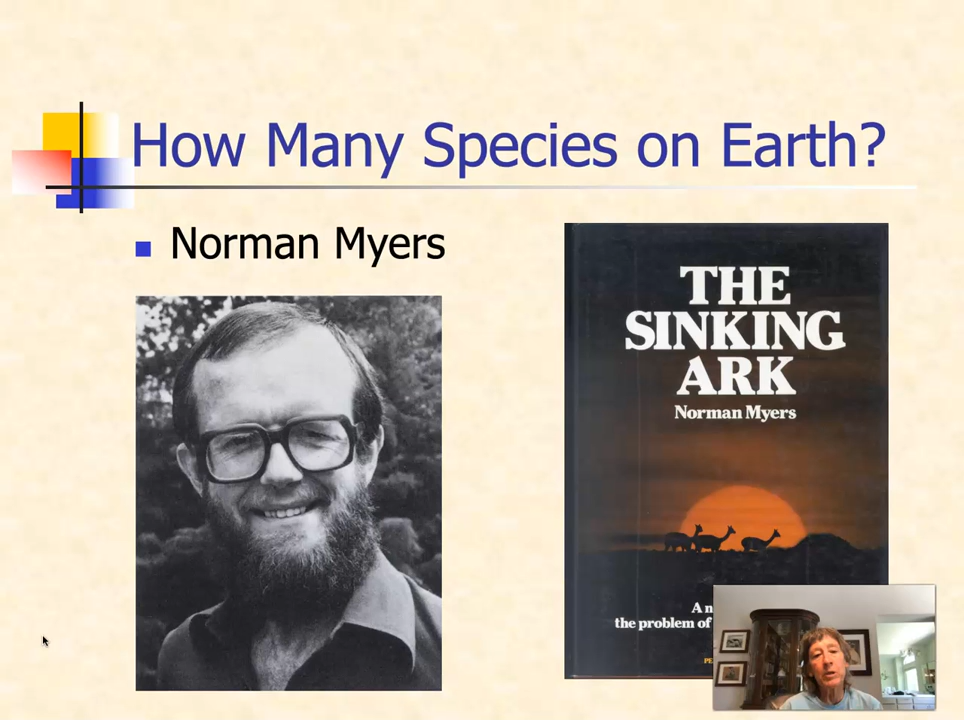 How Many Species on Earth?
Norman Myers
THE
SINKING
ARK
Norman Myers
A
the problem of